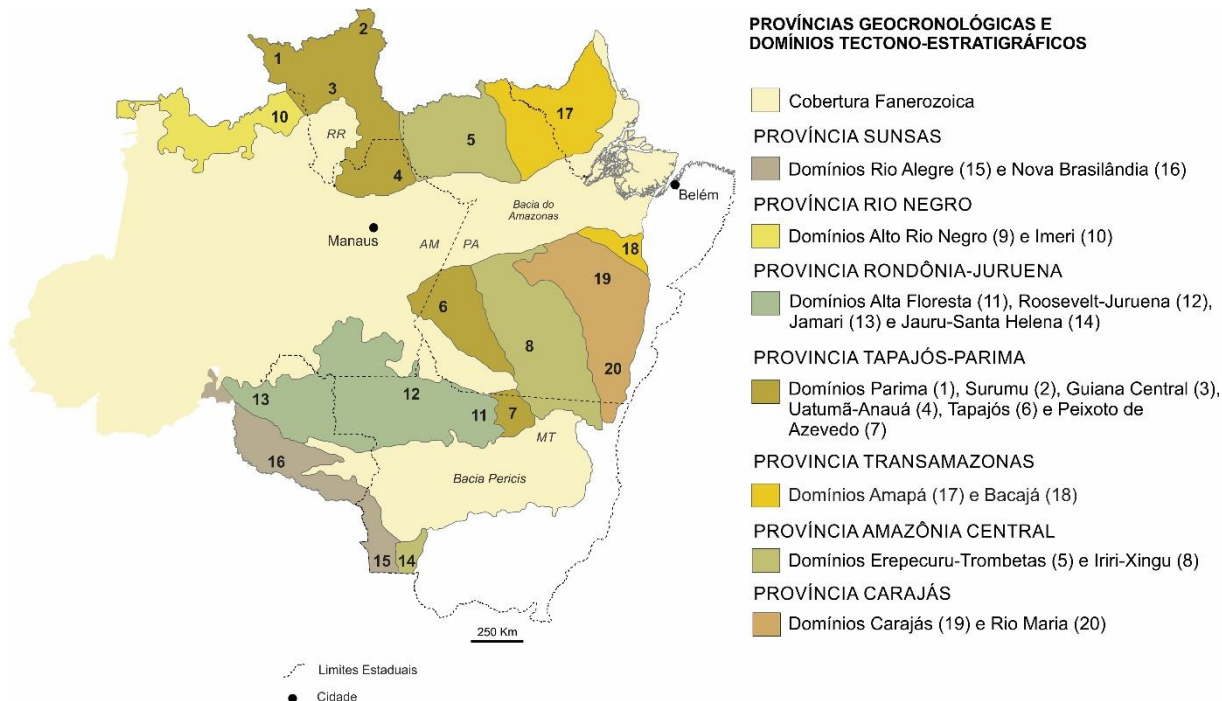 PROVÍNCIAS GEOCRONOLÓGICAS E
DOMÍNIOS TECTONO-ESTRATIGRÁFICOS
Cobertura Fanerozoica
PROVÍNCIA SUNSAS
Domínios Rio Alegre (15) e Nova Brasilândia (16)
PROVÍNCIA RIO NEGRO
Domínios Alto Rio Negro (9) e Imeri (10)
PROVINCIA RONDÔNIA-JURUENA
Domínios Alta Floresta (11), Roosevelt-Juruena (12),
Jamari (13) e Jauru-Santa Helena (14)
PROVINCIA TAPAJÓS-PARIMA
Domínios Parima (1), Surumu (2), Guiana Central (3),
Uatumã-Anauá (4), Tapajós (6) e Peixoto de
Azevedo (7)
PROVINCIA TRANSAMAZONAS
Domínios Amapá (17) e Bacajá (18)
PROVÍNCIA AMAZÔNIA CENTRAL
Domínios Erepecuru-Trombetas (5) e Iriri-Xingu (8)
PROVÍNCIA CARAJÁS
Domínios Carajás (19) e Rio Maria (20)
2
1
3
17
10
RR
5
4
Belém
Bacia do
Amazonas
Manaus
AM
PA
18
19
6
8
20
12
13
11
7
MT
16
Bacia Pericis
15
14
250 Km
Limites Estaduais
Cidade